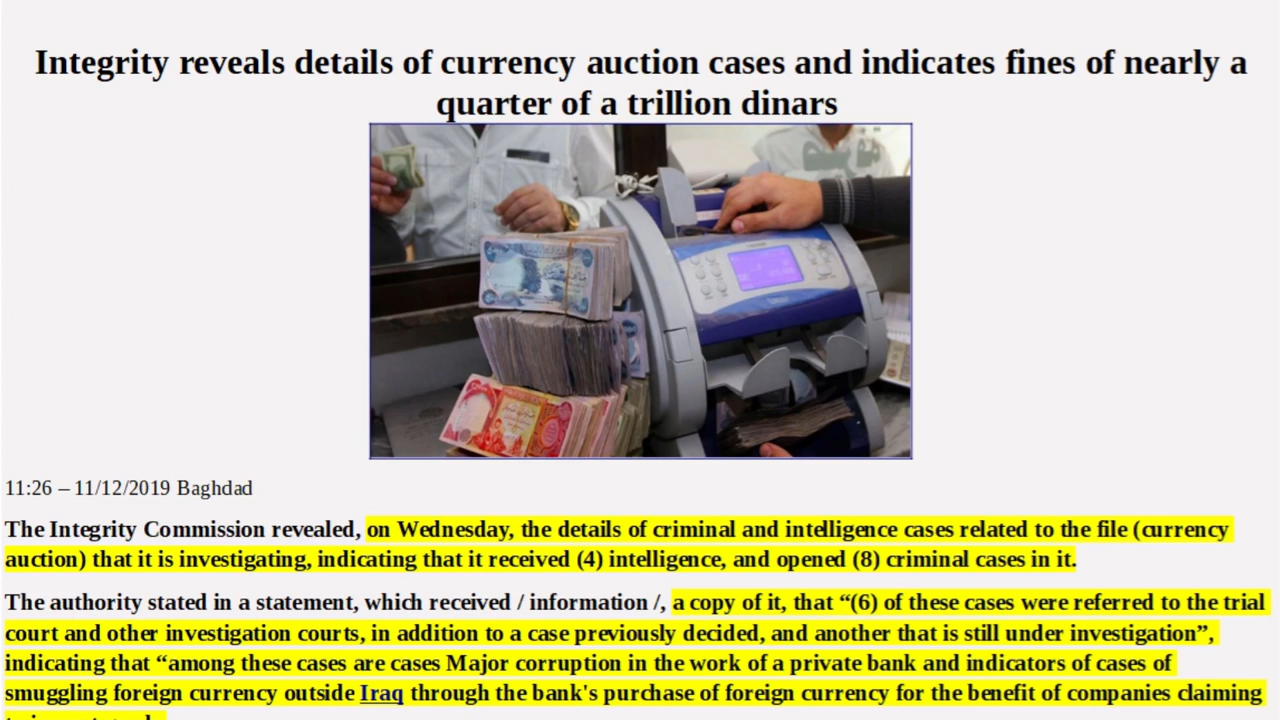 Integrity reveals details of currency auction cases and indicates fines of nearly a
quarter of a trillion dinars
11:26 – 11/12/2019 Baghdad
The Integrity Commission revealed, on Wednesday, the details of criminal and intelligence cases related to the file (currency
auction) that it is investigating, indicating that it received (4) intelligence, and opened (8) criminal cases in it.
The authority stated in a statement, which received / information /, a copy of it, that “(6) of these cases were referred to the trial
court and other investigation courts, in addition to a case previously decided, and another that is still under investigation”,
indicating that “among these cases are cases Major corruption in the work of a private bank and indicators of cases of
smuggling foreign currency outside Iraq through the bank's purchase of foreign currency for the benefit of companies claiming